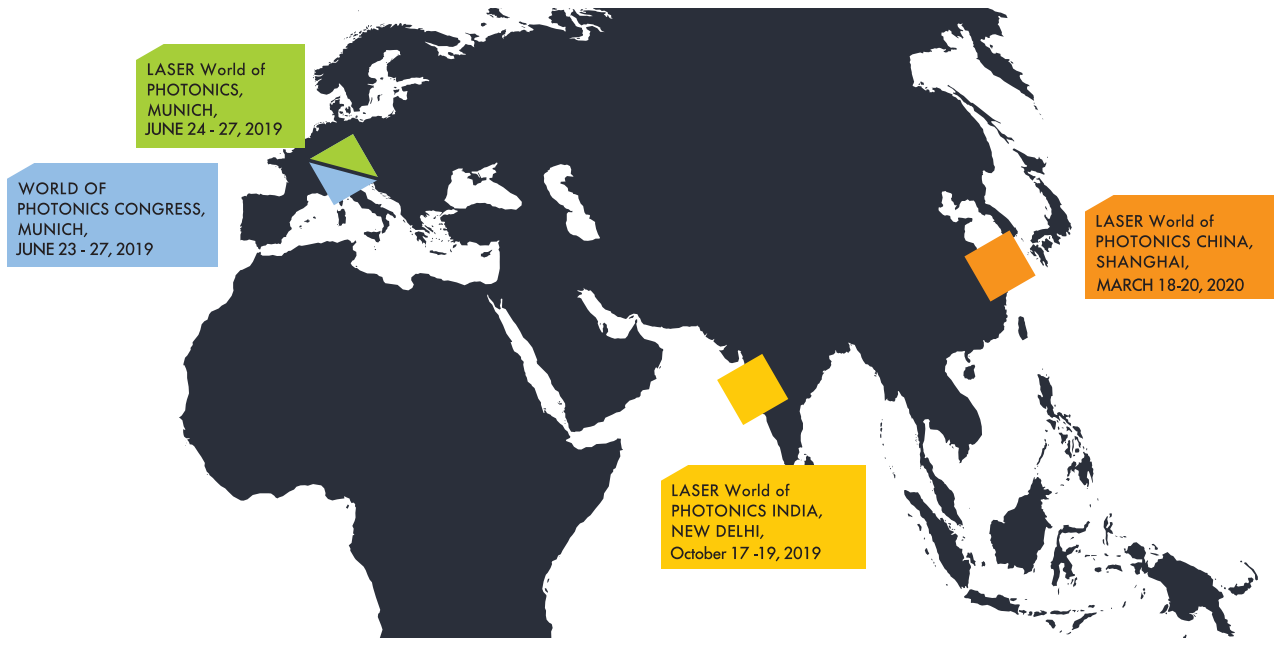 LASER World of
PHOTONICS,
MUNICH,
JUNE 24 - 27, 2019
WORLD OF
PHOTONICS CONGRESS,
MUNICH,
JUNE 23 - 27, 2019
LASER World of
PHOTONICS CHINA,
SHANGHAI,
MARCH 18-20, 2020
LASER World of
PHOTONICS INDIA,
NEW DELHI,
October 17 -19, 2019